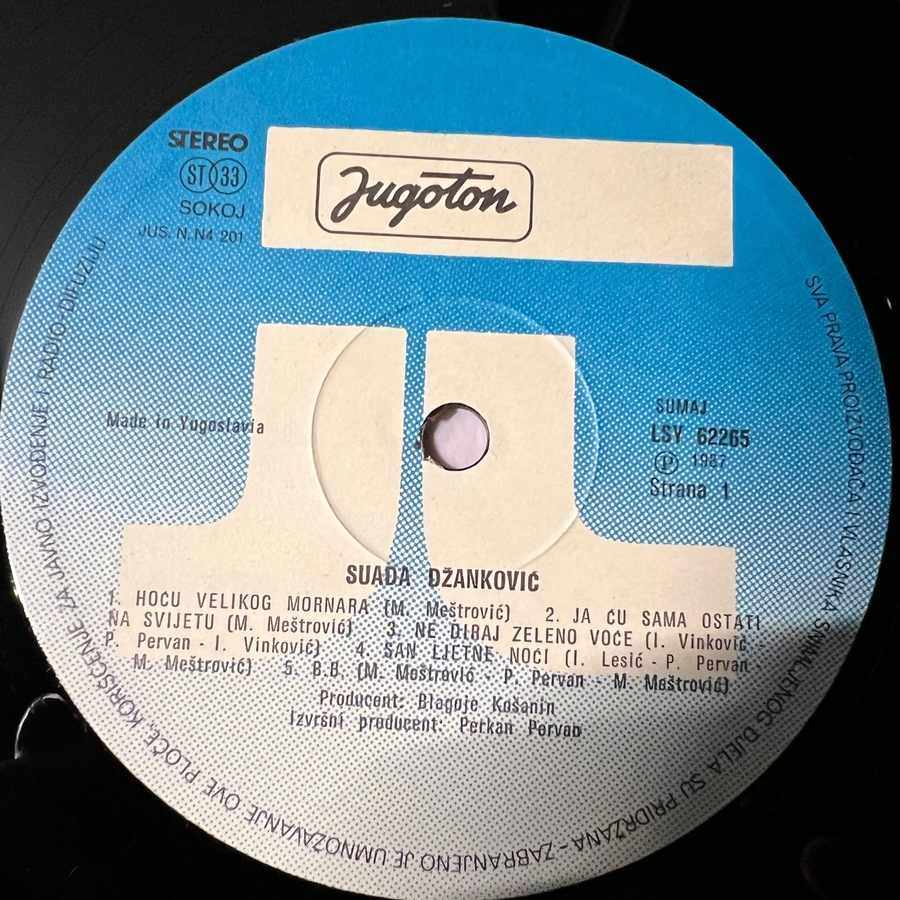 STEREO
ST 33
SOKOJ
JUS. N. N4 201
Jugoton
Made in Yugoslavia
SUMAJ
LSY 62265
Ⓟ 1987
Strana 1
SUADA DŽANKOVIĆ
1. HOĆU VELIKOG MORNARA (M. Meštrović) 2. JA ĆU SAMA OSTATI
NA SVIJETU (M. Meštrović) 3. NE DIRAJ ZELENO VOĆE (I. Vinković -
P. Pervan - I. Vinković) 4. SAN LJETNE NOĆI (I. Lesić - P. Pervan -
M. Meštrović) 5. B.B. (M. Meštrović - P. Pervan - M. Meštrović)
Producent: Blagoje Košanin
Izvršni producent: Perkan Pervan
SVA PRAVA PROIZVOĐAČA I VLASNIKA SNIMLJENOG DJELA SU PRIDRŽANA - ZABRANJENO JE UMNOŽAVANJE OVE PLOČE, KORIŠĆENJE ZA JAVNO IZVOĐENJE I RADIO-DIFUZIJU